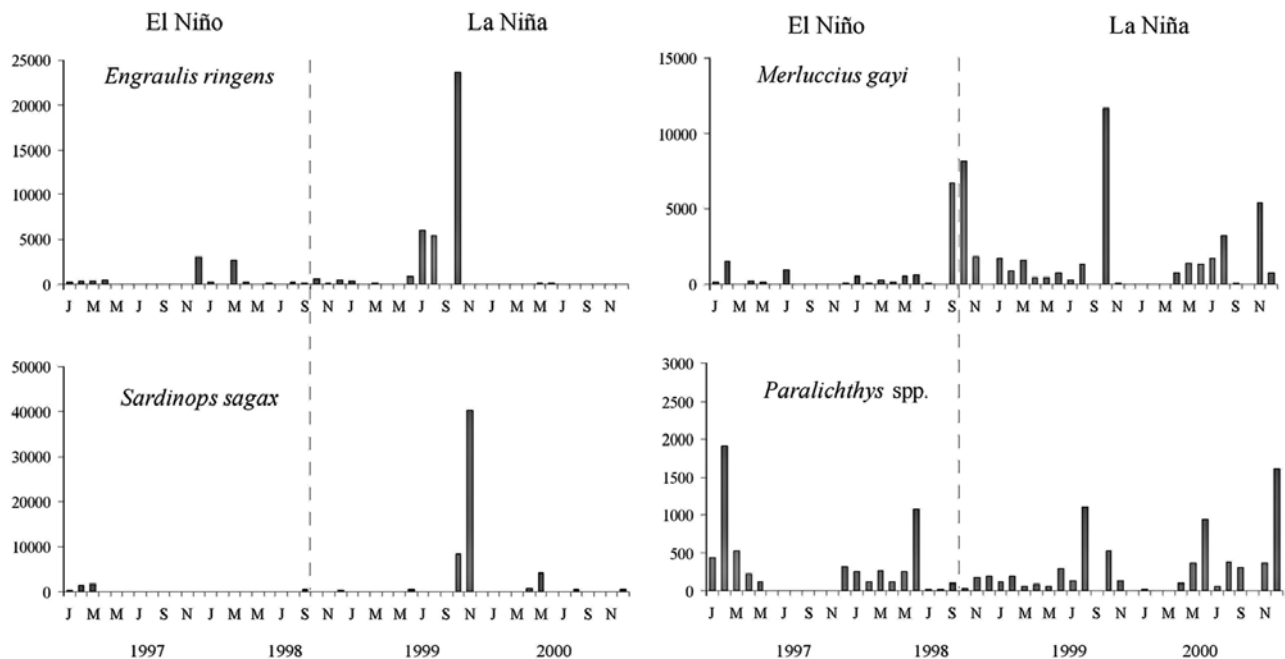 El Niño La Niña
Engraulis ringens
25000
20000
15000
10000
5000
0
J M M J S N J M M J S N J M M J S N J M M J S N
Sardinops sagax
50000
40000
30000
20000
10000
0
J M M J S N J M M J S N J M M J S N J M M J S N
1997 1998 1999 2000
El Niño La Niña
Merluccius gayi
15000
10000
5000
0
J M M J S N J M M J S N J M M J S N J M M J S N
Paralichthys spp.
3000
2500
2000
1500
1000
500
0
J M M J S N J M M J S N J M M J S N J M M J S N
1997 1998 1999 2000